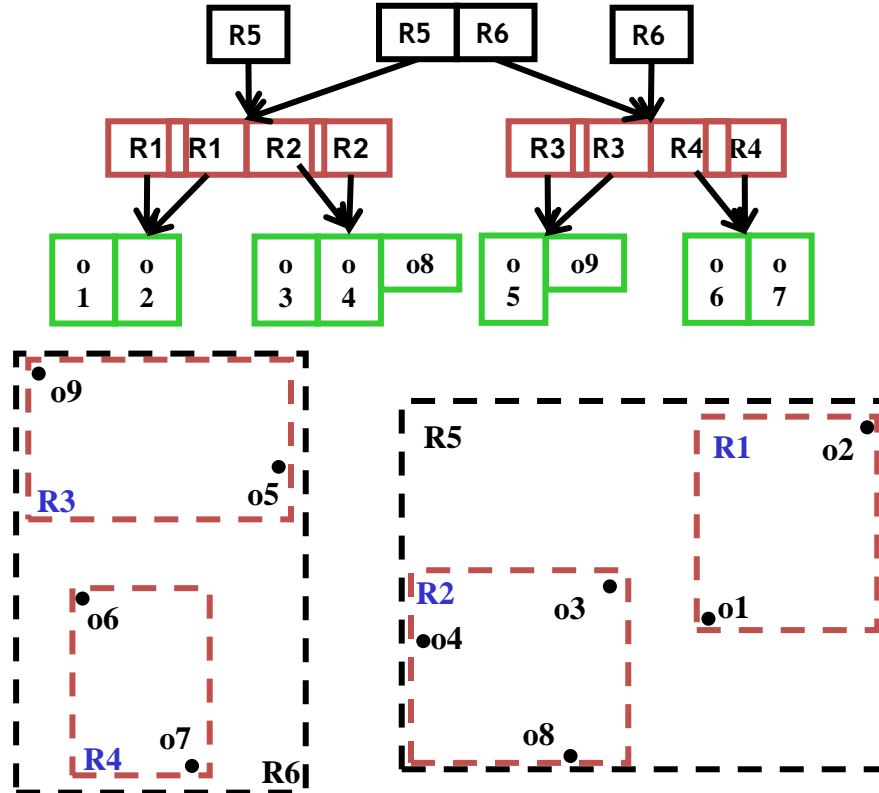 R5 R5 R6 R6
R1 R1 R2 R2 R3 R3 R4 R4
o o o o o8 o o9 o o
1 2 3 4 5 6 7
o9
R5 R1 o2
o5
R3
R2 o3 o1
o6
o4
o7 o8
R4 R6